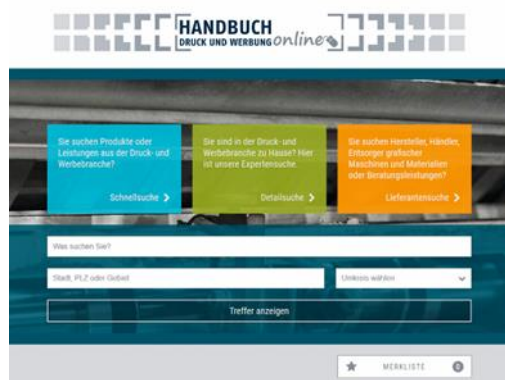 HANDBUCH
DRUCK UND WERBUNG online
Sie suchen Produkte oder
Leistungen aus der Druck- und
Werbebranche?
Schnellsuche
Sie sind in der Druck- und
Werbebranche zu Hause? Hier
ist unsere Expertensuche.
Detailsuche
Sie suchen Hersteller, Händler,
Entsorger grafischer
Maschinen und Materialien
oder Beratungsleistungen?
Lieferantensuche
Was suchen Sie?
Stadt, PLZ oder Gebiet
Umkreis wählen
Treffer anzeigen
MERKLISTE 0